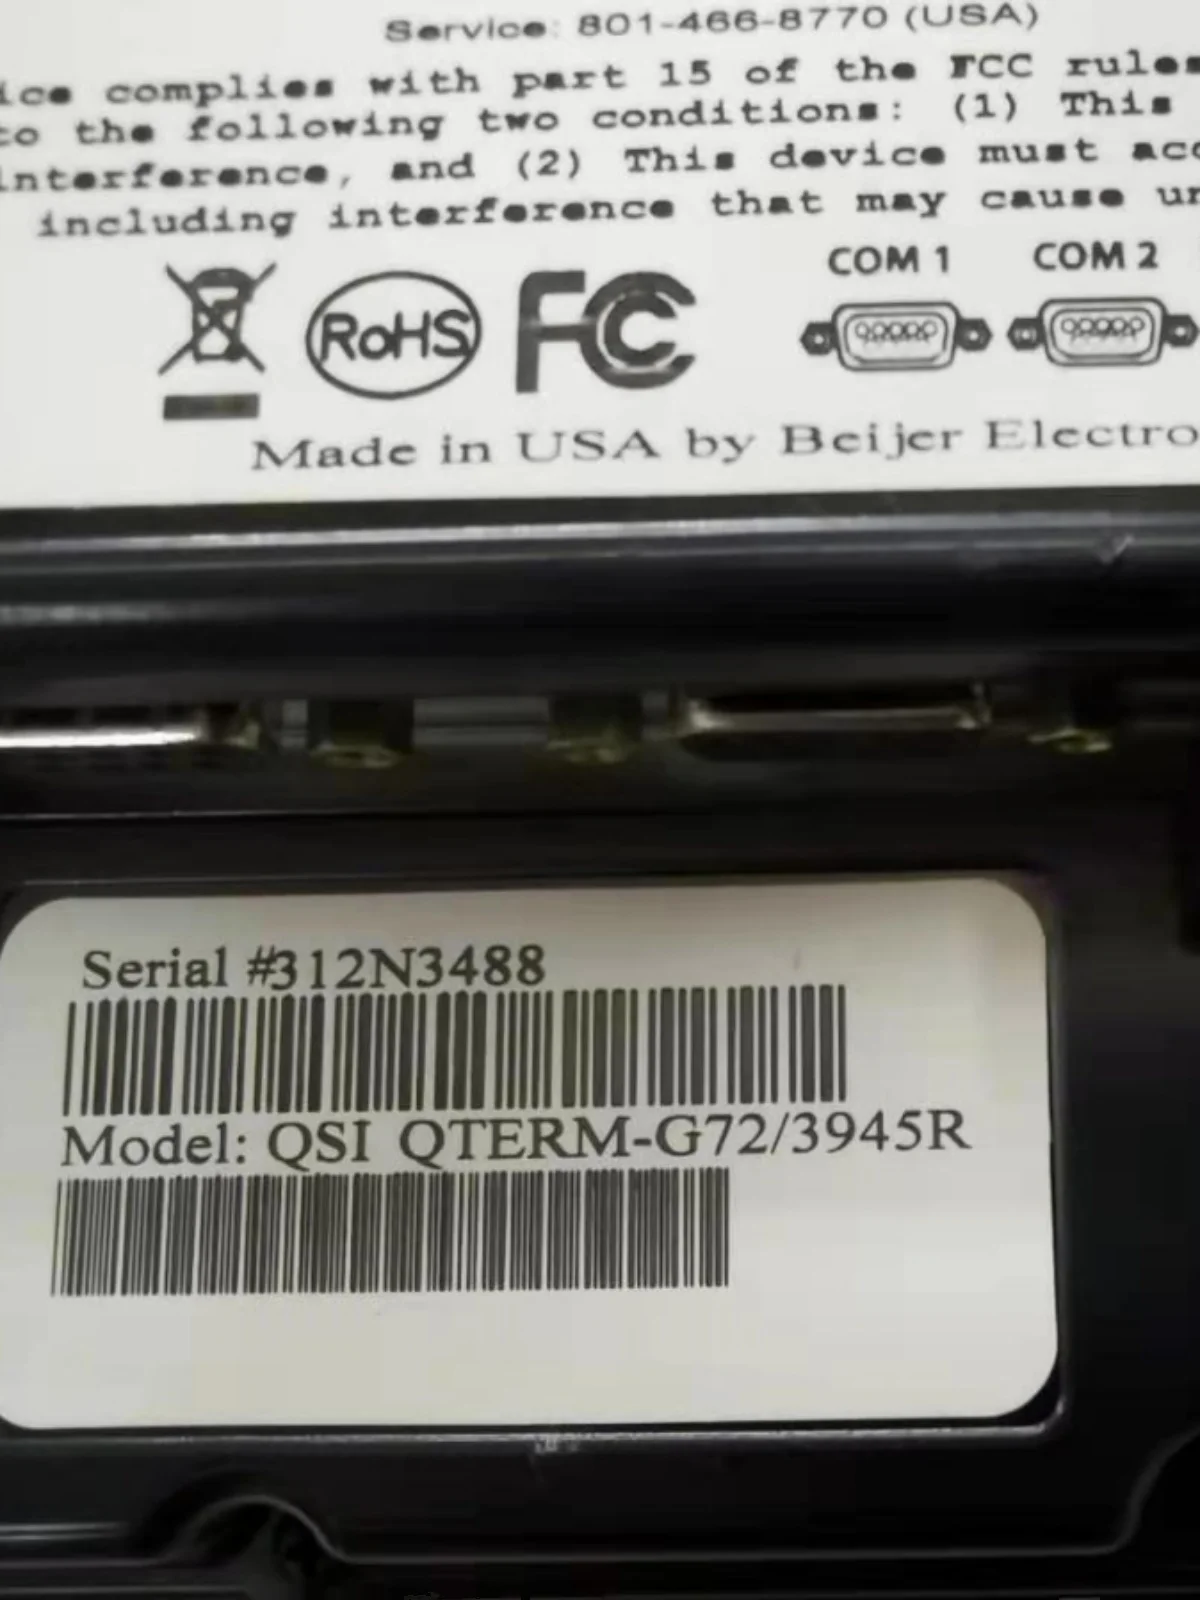 Service: 801-466-8770 (USA)
ice complies with part 15 of the FCC rules
to the following two conditions: (1) This
interference, and (2) This device must acc
including interference that may cause un
COM 1 COM 2
RoHS FC
Made in USA by Beijer Electro
Serial #312N3488
Model: QSI QTERM-G72/3945R